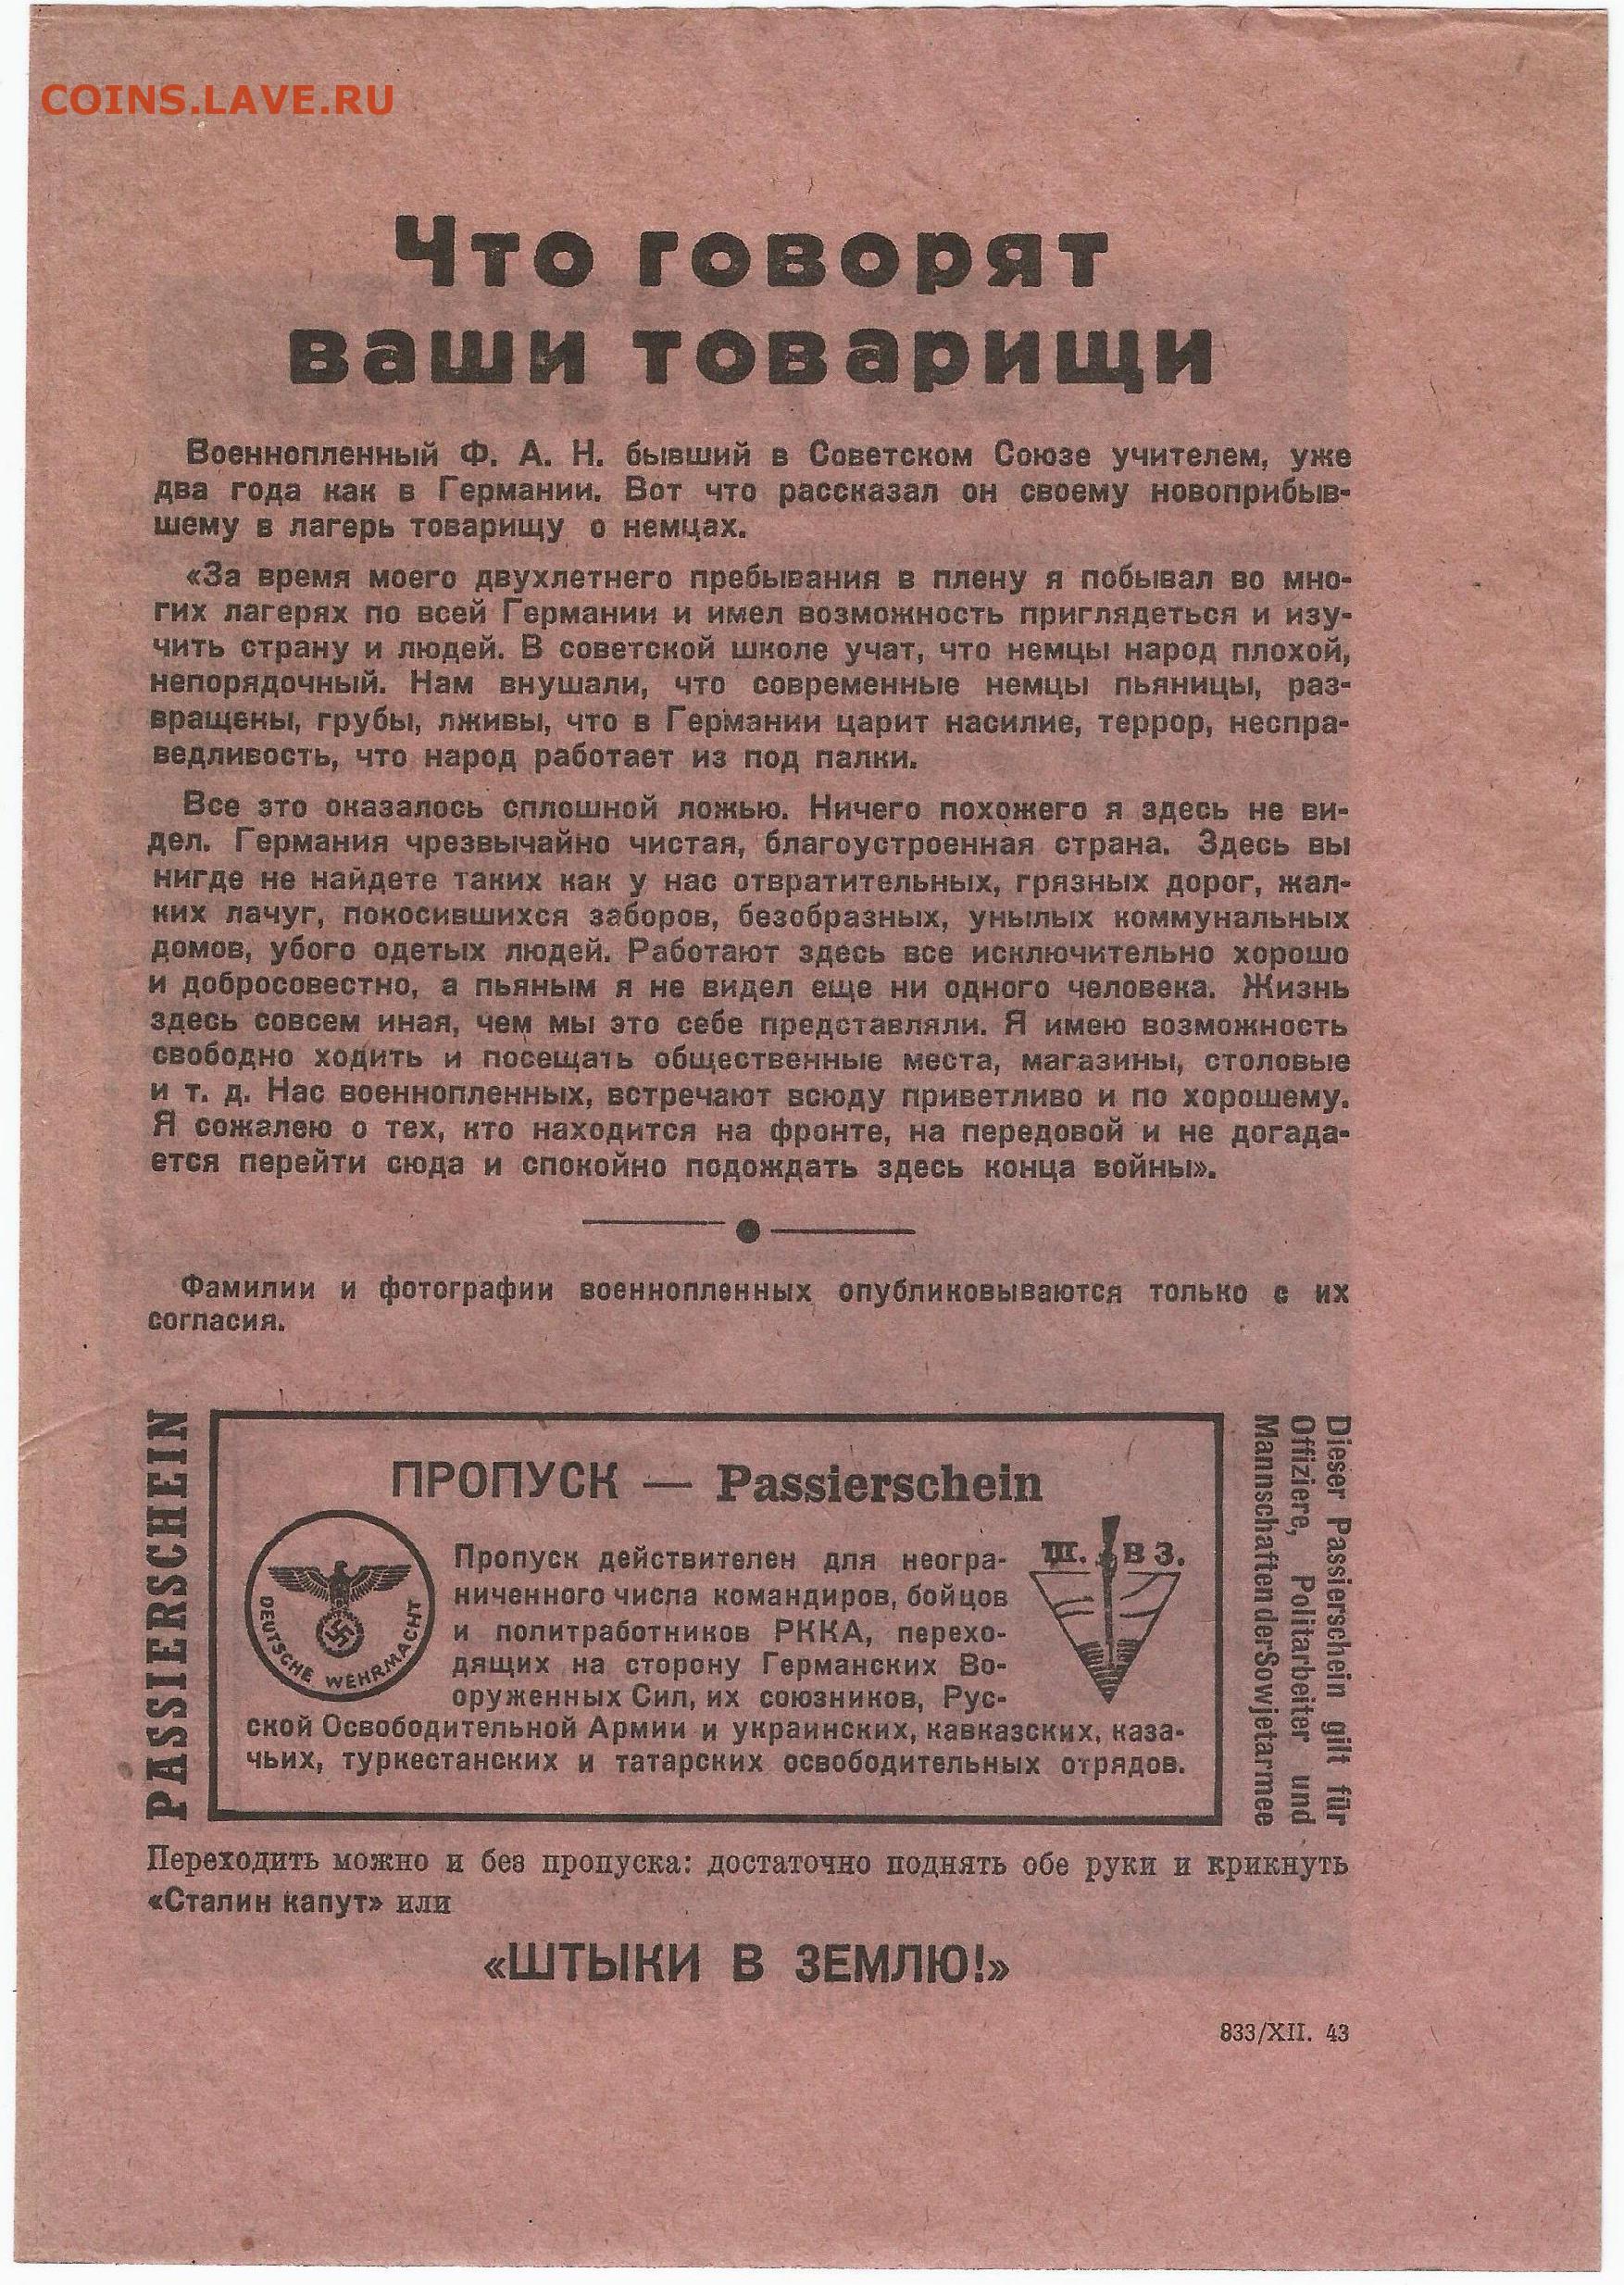 COINS.LAVE.RU
Что говорят
ваши товарищи
Военнопленный Ф. А. Н. бывший в Советском Союзе учителем, уже
два года как в Германии. Вот что рассказал он своему новоприбыв-
шему в лагерь товарищу о немцах.
«За время моего двухлетнего пребывания в плену я побывал во мно-
гих лагерях по всей Германии и имел возможность приглядеться и изу-
чить страну и людей. В советской школе учат, что немцы народ плохой,
непорядочный. Нам внушали, что современные немцы пьяницы, раз-
вращены, грубы, лживы, что в Германии царит насилие, террор, неспра-
ведливость, что народ работает из под палки.
Все это оказалось сплошной ложью. Ничего похожего я здесь не ви-
дел. Германия чрезвычайно чистая, благоустроенная страна. Здесь вы
нигде не найдете таких как у нас отвратительных, грязных дорог, жал-
ких лачуг, покосившихся заборов, безобразных, унылых коммунальных
домов, убого одетых людей. Работают здесь все исключительно хорошо
и добросовестно, а пьяным я не видел еще ни одного человека. Жизнь
здесь совсем иная, чем мы это себе представляли. Я имею возможность
свободно ходить и посещать общественные места, магазины, столовые
и т. д. Нас военнопленных, встречают всюду приветливо и по хорошему.
Я сожалею о тех, кто находится на фронте, на передовой и не догада-
ется перейти сюда и спокойно подождать здесь конца войны».
Фамилии и фотографии военнопленных опубликовываются только с их
согласия.
PASSIERSCHEIN
ПРОПУСК — Passierschein
DEUTSCHE WEHRMACHT
Ш. В З.
Пропуск действителен для неогра-
ниченного числа командиров, бойцов
и политработников РККА, перехо-
дящих на сторону Германских Во-
оруженных Сил, их союзников, Рус-
ской Освободительной Армии и украинских, кавказских, каза-
чьих, туркестанских и татарских освободительных отрядов.
Dieser Passierschein gilt für
Offiziere, Politarbeiter und
Mannschaften der Sowjetarmee
Переходить можно и без пропуска: достаточно поднять обе руки и крикнуть
«Сталин капут» или
«ШТЫКИ В ЗЕМЛЮ!»
833/XII. 43